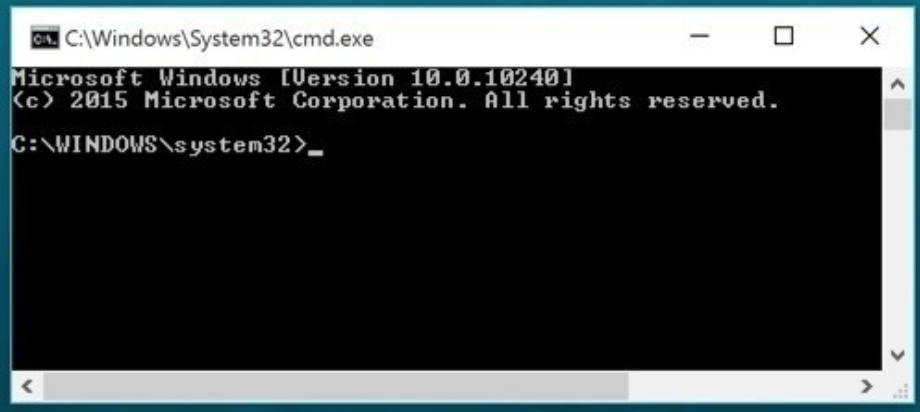 C:\Windows\System32\cmd.exe
Microsoft Windows [Version 10.0.10240]
(c) 2015 Microsoft Corporation. All rights reserved.
C:\WINDOWS\system32>_